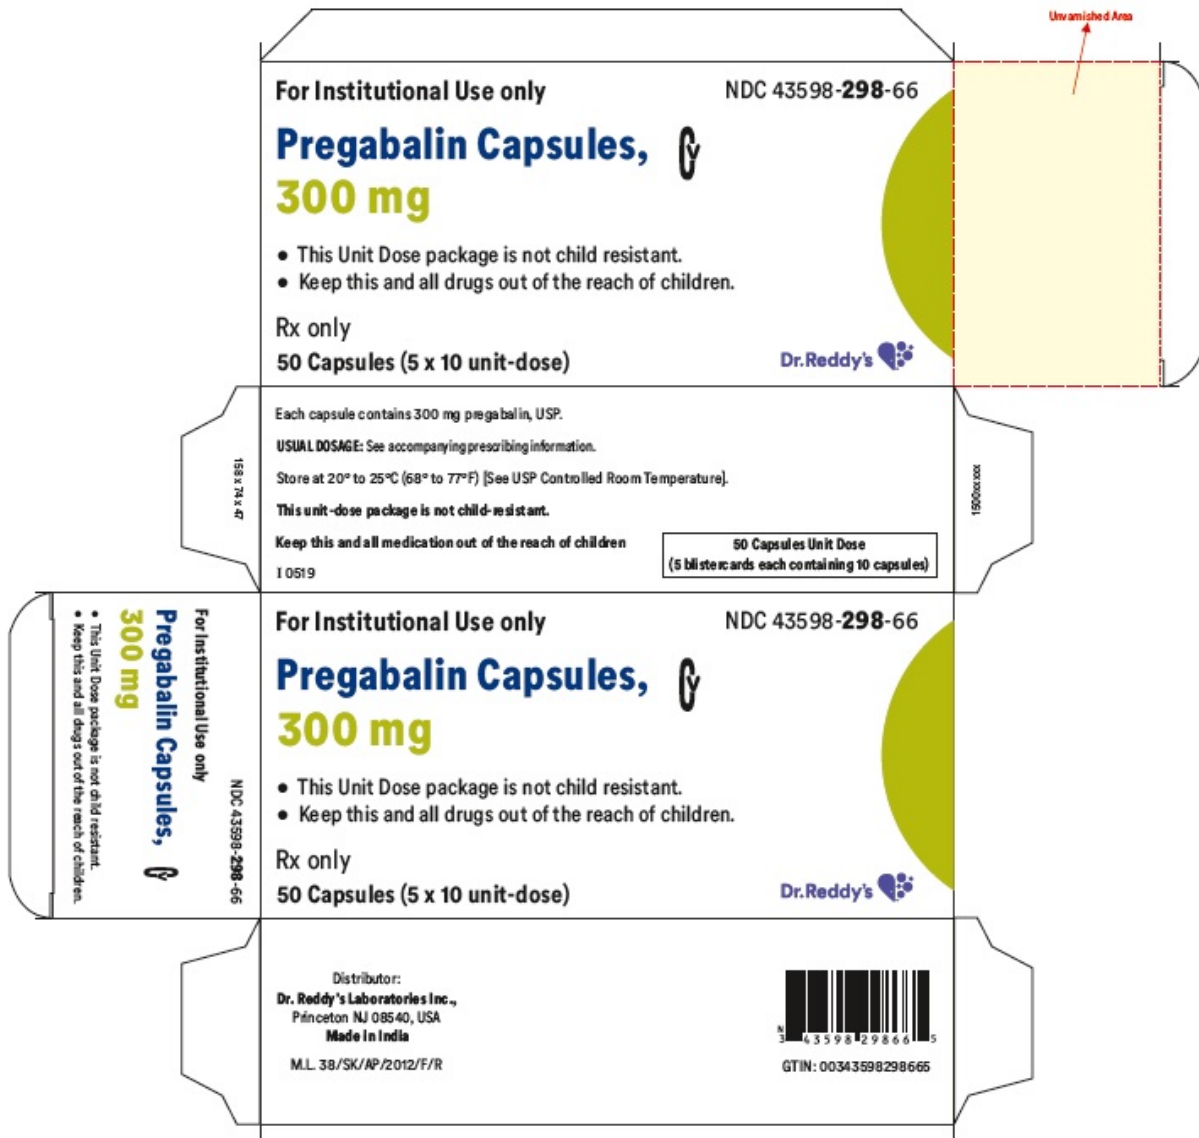 Unvarnished Area
For Institutional Use only NDC 43598-298-66
Pregabalin Capsules, CV
300 mg
• This Unit Dose package is not child resistant.
• Keep this and all drugs out of the reach of children.
Rx only
50 Capsules (5 x 10 unit-dose)
Dr.Reddy's
158 x 74 x 47
Each capsule contains 300 mg pregabalin, USP.
USUAL DOSAGE: See accompanying prescribing information.
Store at 20° to 25°C (68° to 77°F) [See USP Controlled Room Temperature].
This unit-dose package is not child-resistant.
Keep this and all medication out of the reach of children
I 0519
50 Capsules Unit Dose
(5 blistercards each containing 10 capsules)
1500xxxxx
For Institutional Use only
NDC 43598-298-66
Pregabalin Capsules, CV
300 mg
• This Unit Dose package is not child resistant.
• Keep this and all drugs out of the reach of children.
For Institutional Use only NDC 43598-298-66
Pregabalin Capsules, CV
300 mg
• This Unit Dose package is not child resistant.
• Keep this and all drugs out of the reach of children.
Rx only
50 Capsules (5 x 10 unit-dose)
Dr.Reddy's
Distributor:
Dr. Reddy's Laboratories Inc.,
Princeton NJ 08540, USA
Made in India
M.L. 38/SK/AP/2012/F/R
N
3 43598 29866 5
GTIN: 00343598298665